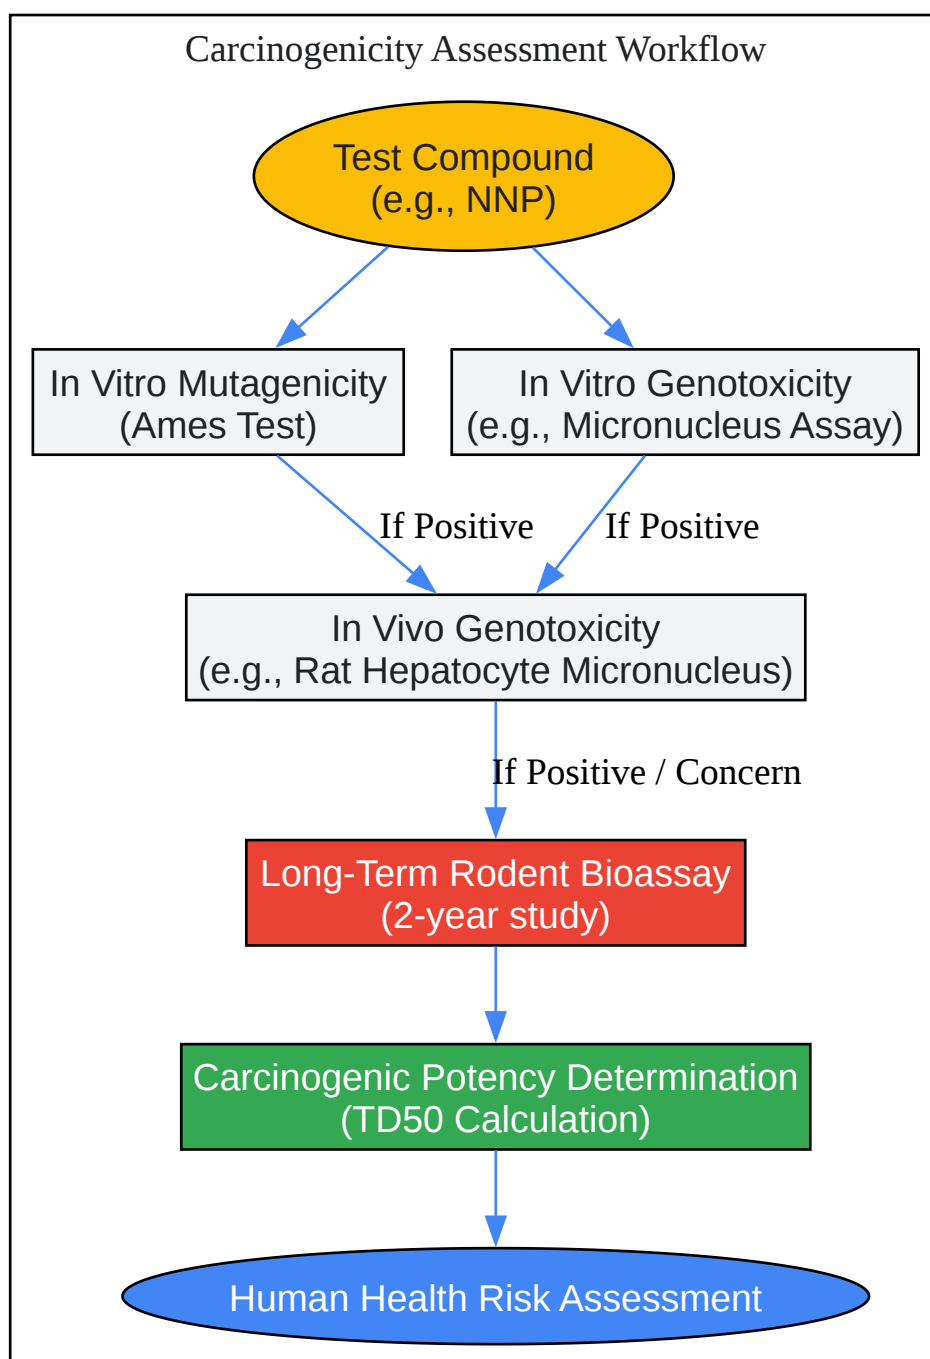 Carcinogenicity Assessment Workflow
Test Compound
(e.g., NNP)
In Vitro Mutagenicity
(Ames Test)
In Vitro Genotoxicity
(e.g., Micronucleus Assay)
If Positive
If Positive
In Vivo Genotoxicity
(e.g., Rat Hepatocyte Micronucleus)
If Positive / Concern
Long-Term Rodent Bioassay
(2-year study)
Carcinogenic Potency Determination
(TD50 Calculation)
Human Health Risk Assessment